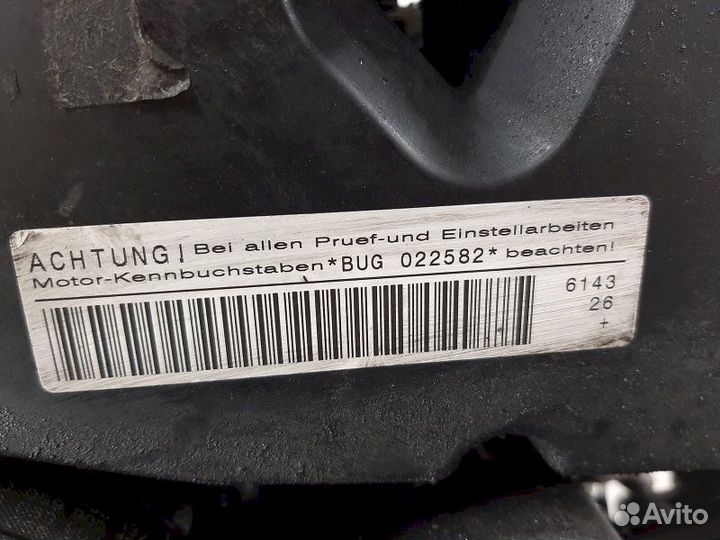 ACHTUNG! Bei allen Pruef-und Einstellarbeiten
Motor-Kennbuchstaben *BUG 022582* beachten!
6143
26
+
Avito